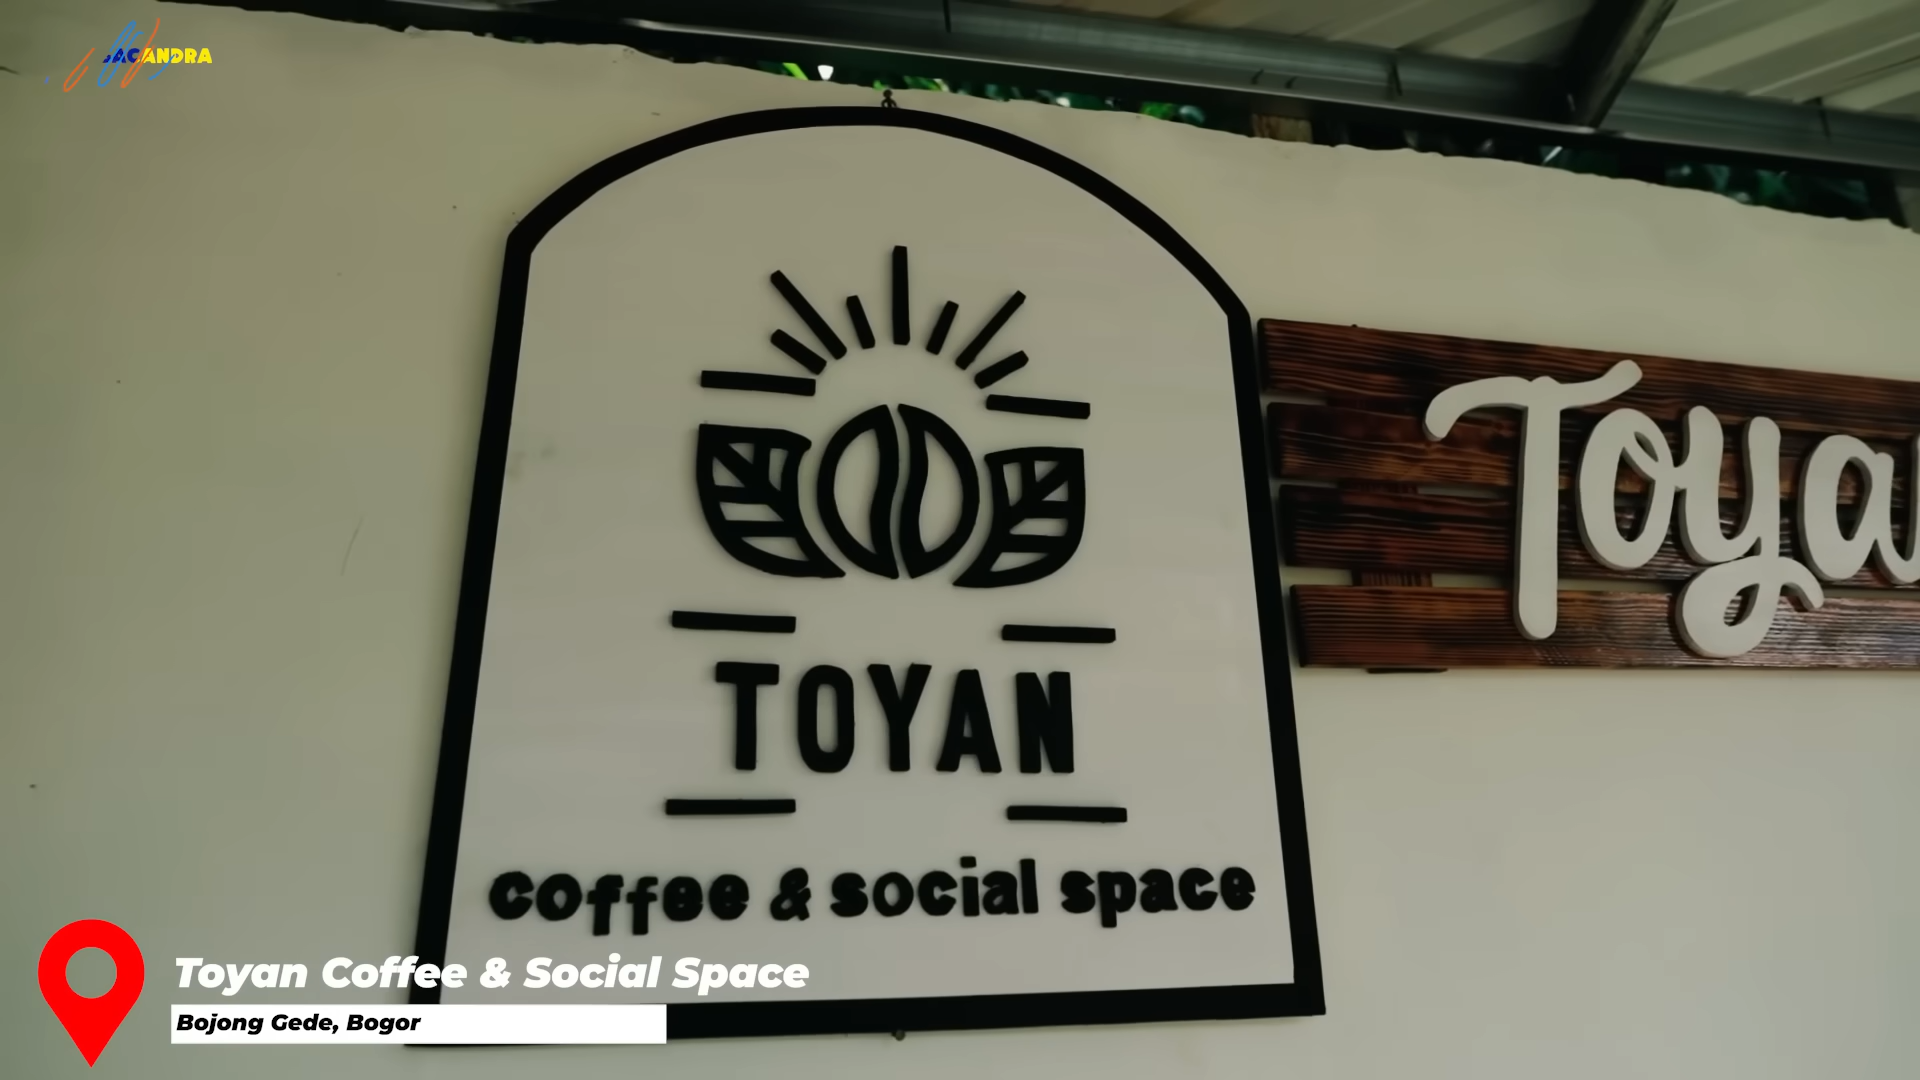 TOYAN
coffee & social space
Toya
Toyan Coffee & Social Space
Bojong Gede, Bogor